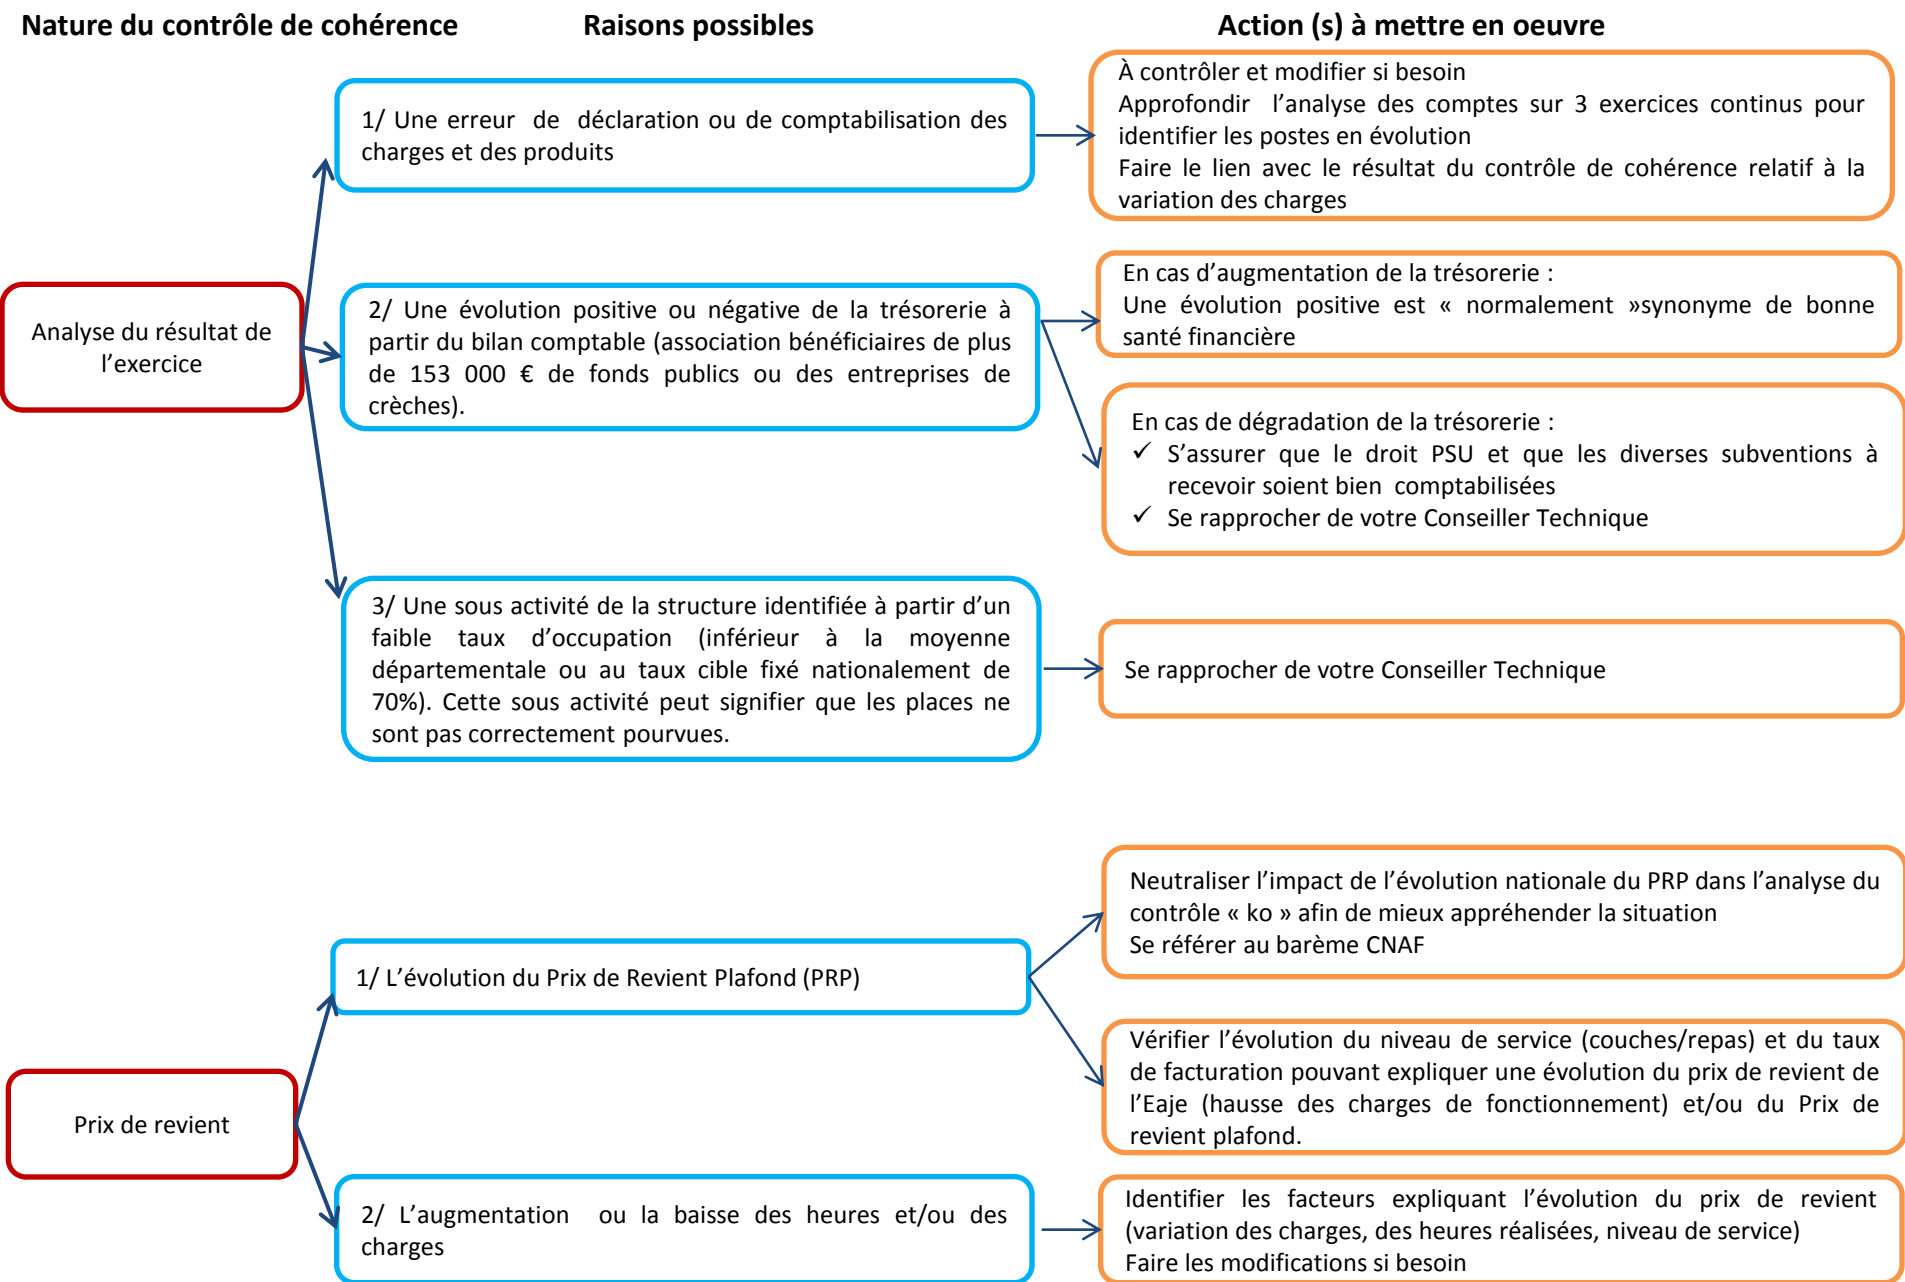 Nature du contrôle de cohérence
Raisons possibles
Action (s) à mettre en oeuvre
Analyse du résultat de
l’exercice
1/ Une erreur de déclaration ou de comptabilisation des
charges et des produits
À contrôler et modifier si besoin
Approfondir l’analyse des comptes sur 3 exercices continus pour
identifier les postes en évolution
Faire le lien avec le résultat du contrôle de cohérence relatif à la
variation des charges
2/ Une évolution positive ou négative de la trésorerie à
partir du bilan comptable (association bénéficiaires de plus
de 153 000 € de fonds publics ou des entreprises de
crèches).
En cas d’augmentation de la trésorerie :
Une évolution positive est « normalement »synonyme de bonne
santé financière
En cas de dégradation de la trésorerie :
✓ S’assurer que le droit PSU et que les diverses subventions à
recevoir soient bien comptabilisées
✓ Se rapprocher de votre Conseiller Technique
3/ Une sous activité de la structure identifiée à partir d’un
faible taux d’occupation (inférieur à la moyenne
départementale ou au taux cible fixé nationalement de
70%). Cette sous activité peut signifier que les places ne
sont pas correctement pourvues.
Se rapprocher de votre Conseiller Technique
Prix de revient
1/ L’évolution du Prix de Revient Plafond (PRP)
Neutraliser l’impact de l’évolution nationale du PRP dans l’analyse du
contrôle « ko » afin de mieux appréhender la situation
Se référer au barème CNAF
Vérifier l’évolution du niveau de service (couches/repas) et du taux
de facturation pouvant expliquer une évolution du prix de revient de
l’Eaje (hausse des charges de fonctionnement) et/ou du Prix de
revient plafond.
2/ L’augmentation ou la baisse des heures et/ou des
charges
Identifier les facteurs expliquant l’évolution du prix de revient
(variation des charges, des heures réalisées, niveau de service)
Faire les modifications si besoin